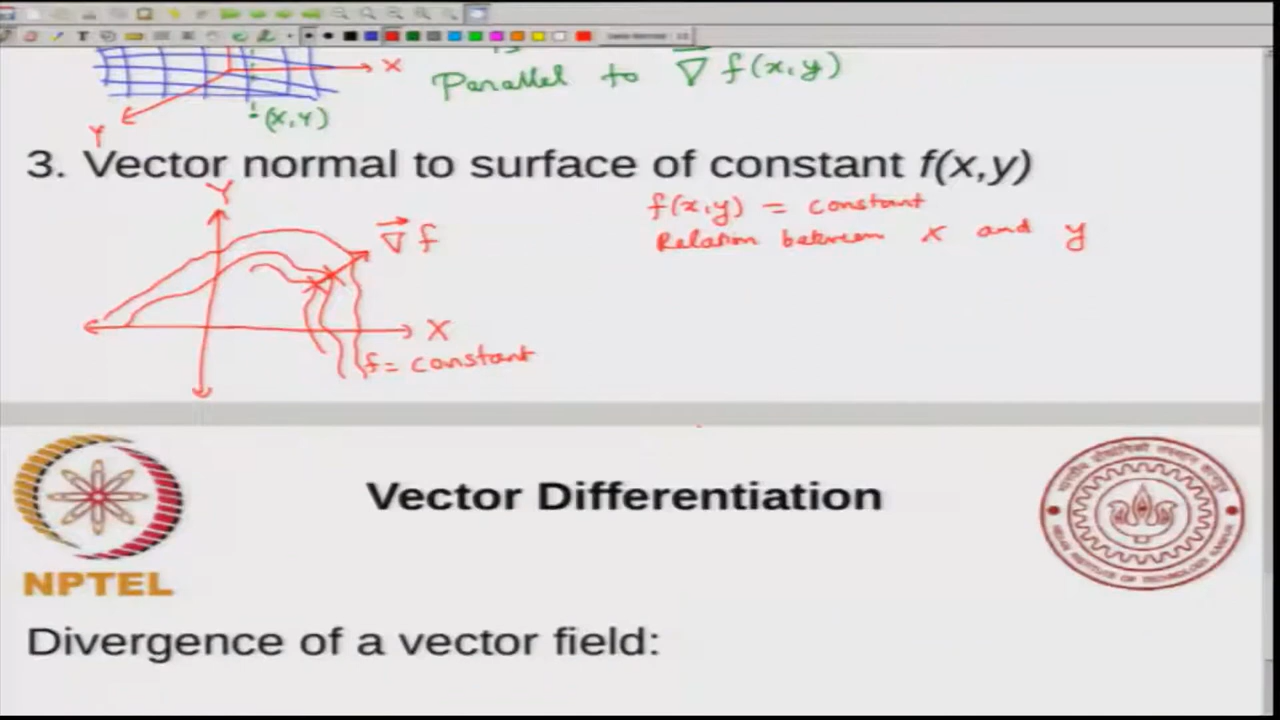 X
Parallel to ∇ f(x,y)
(x,y)
Y
3. Vector normal to surface of constant f(x,y)
Y
f(x,y) = constant
∇ f
Relation between x and y
X
f = constant
Vector Differentiation
NPTEL
Divergence of a vector field: